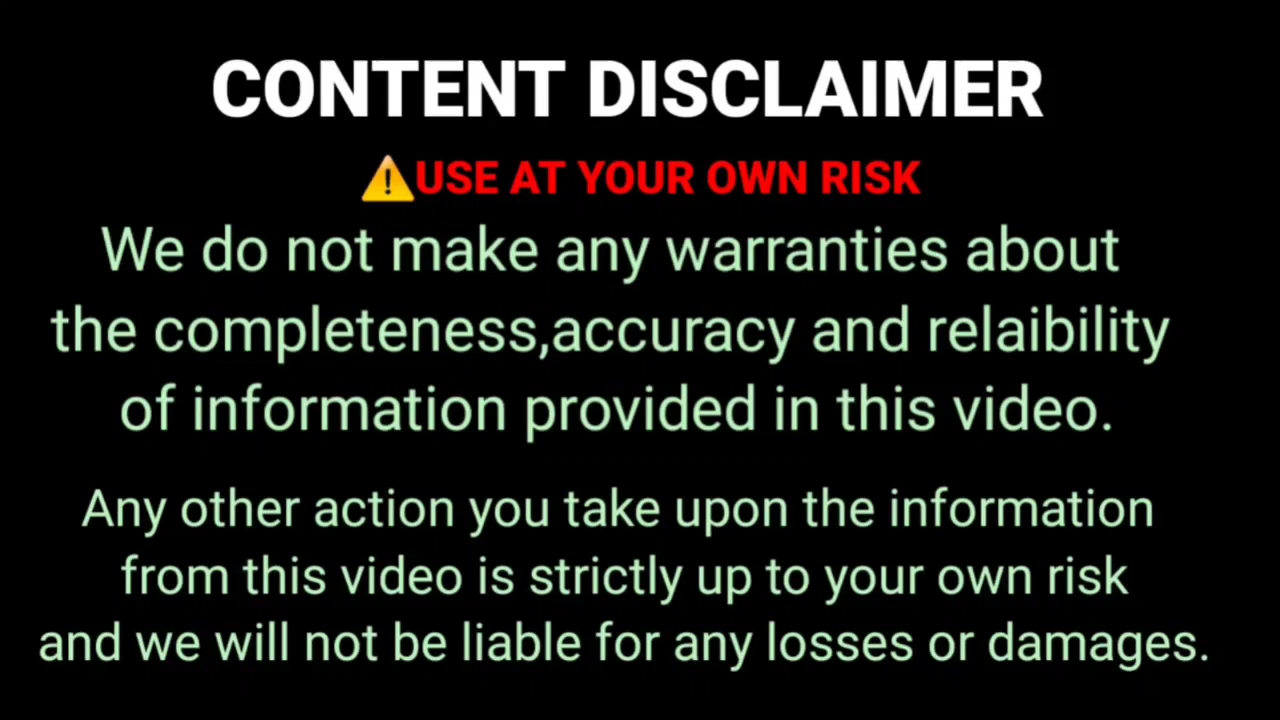 CONTENT DISCLAIMER
⚠️USE AT YOUR OWN RISK
We do not make any warranties about
the completeness,accuracy and relaibility
of information provided in this video.
Any other action you take upon the information
from this video is strictly up to your own risk
and we will not be liable for any losses or damages.